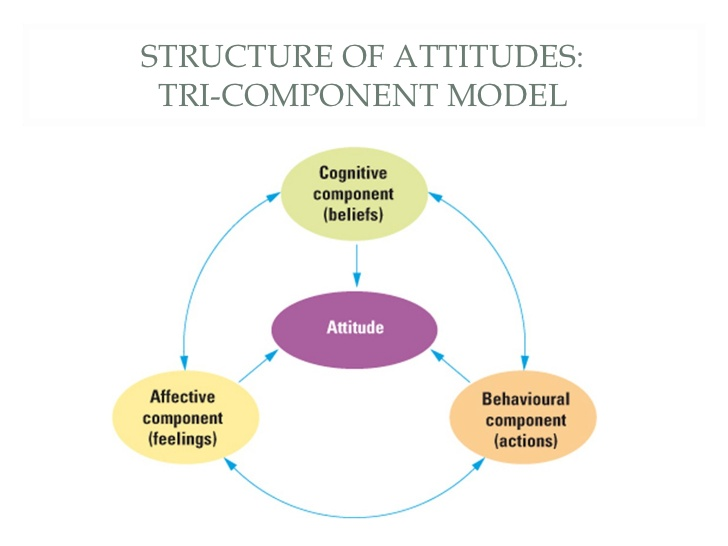 STRUCTURE OF ATTITUDES:
TRI-COMPONENT MODEL
Cognitive
component
(beliefs)
Attitude
Affective
component
(feelings)
Behavioural
component
(actions)